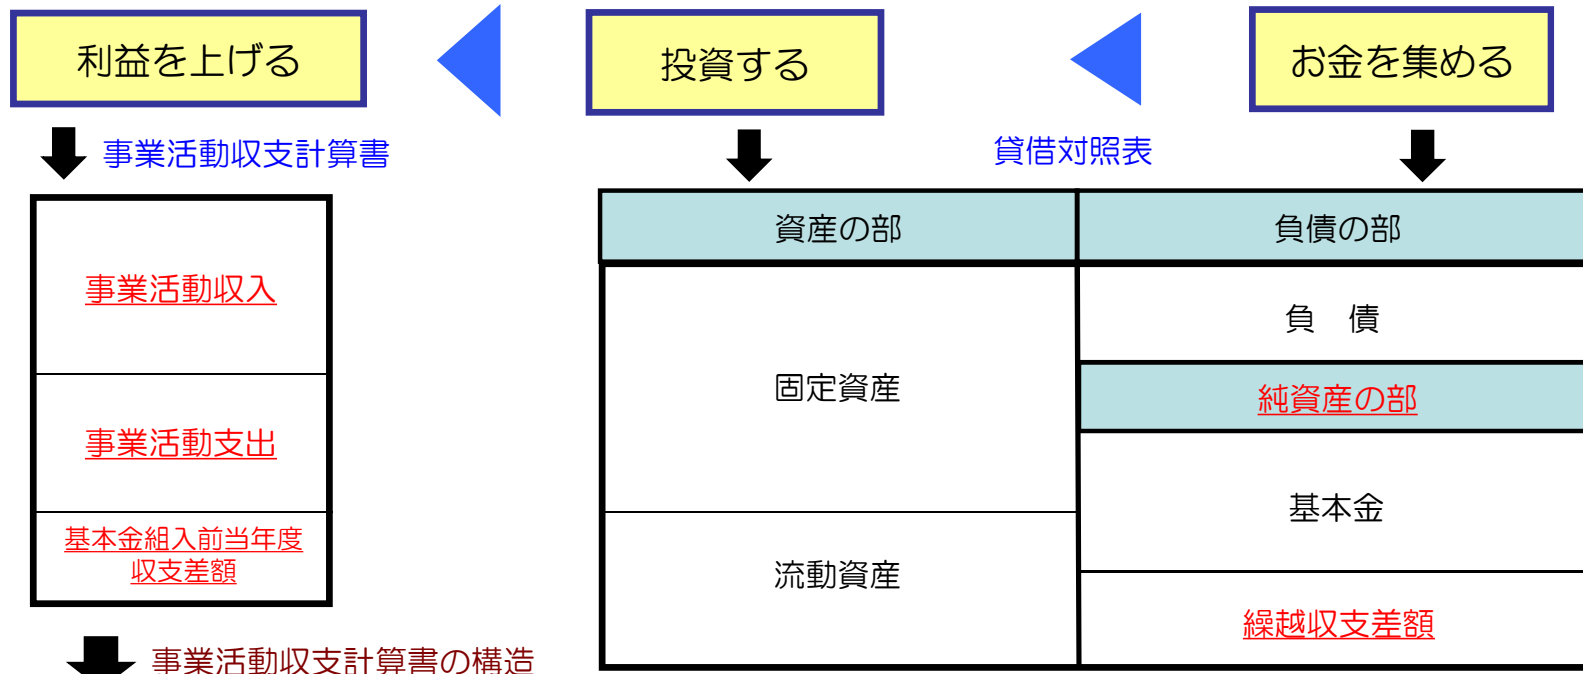 利益を上げる
投資する
お金を集める
事業活動収支計算書
貸借対照表
事業活動収入
事業活動支出
基本金組入前当年度
収支差額
資産の部
負債の部
固定資産
流動資産
負　債
純資産の部
基本金
繰越収支差額
事業活動収支計算書の構造